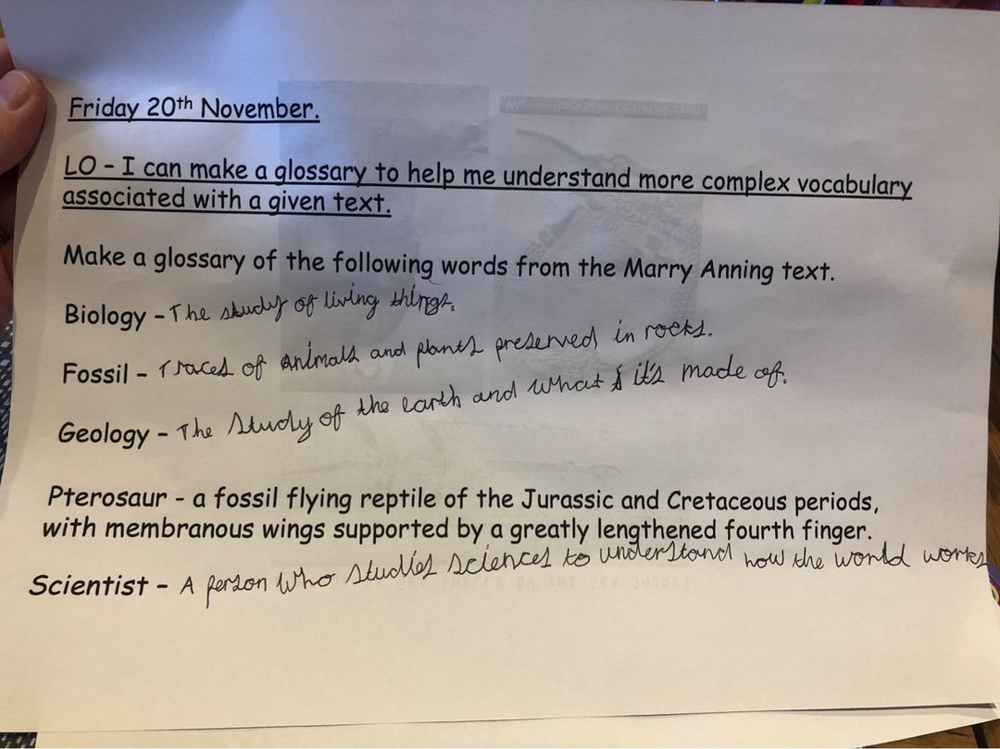 Friday 20th November.
LO - I can make a glossary to help me understand more complex vocabulary
associated with a given text.
Make a glossary of the following words from the Marry Anning text.
Biology - The study of living things.
Fossil - Traces of animals and plants preserved in rocks.
Geology - The study of the earth and what it's made of.
Pterosaur - a fossil flying reptile of the Jurassic and Cretaceous periods,
with membranous wings supported by a greatly lengthened fourth finger.
Scientist - A person who studies sciences to understand how the world works